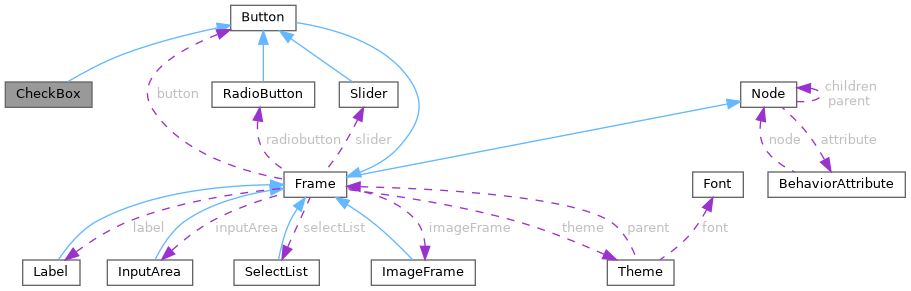 Button
CheckBox
button
RadioButton
Slider
Node
children
parent
radiobutton
slider
node
attribute
Frame
Font
BehaviorAttribute
label
inputArea
selectList
imageFrame
theme
parent
font
Label
InputArea
SelectList
ImageFrame
Theme